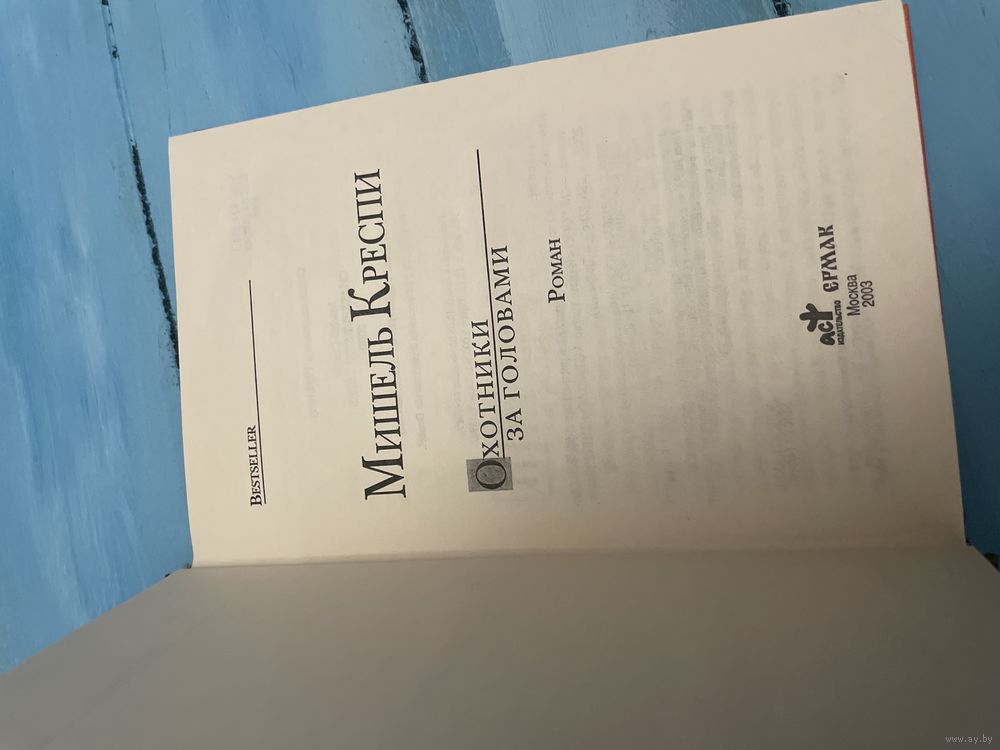 BESTSELLER
МИШЕЛЬ КРЕСПИ
ОХОТНИКИ
ЗА ГОЛОВАМИ
РОМАН
аст
издательство
ЕРМАК
Москва
2003
www.ay.by